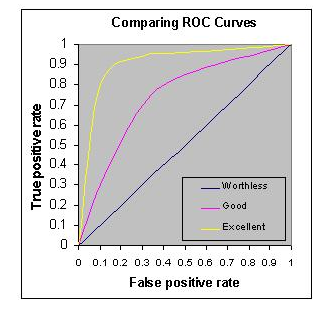 Comparing ROC Curves
1
0.9
0.8
0.7
0.6
0.5
0.4
0.3
0.2
0.1
0
True positive rate
Worthless
Good
Excellent
0 0.1 0.2 0.3 0.4 0.5 0.6 0.7 0.8 0.9 1
False positive rate